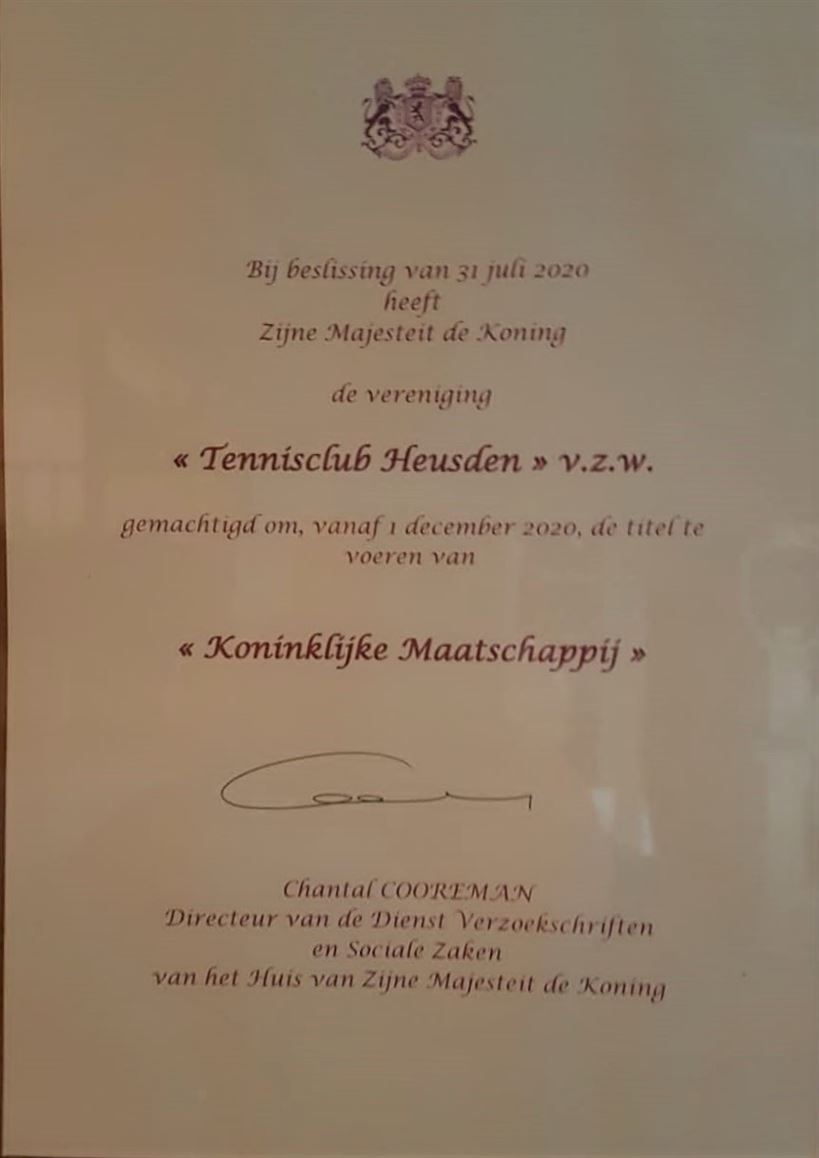 Bij beslissing van 31 juli 2020
heeft
Zijne Majesteit de Koning
de vereniging
« Tennisclub Heusden » v.z.w.
gemachtigd om, vanaf 1 december 2020, de titel te
voeren van
« Koninklijke Maatschappij »
Chantal COOREMAN
Directeur van de Dienst Verzoekschriften
en Sociale Zaken
van het Huis van Zijne Majesteit de Koning